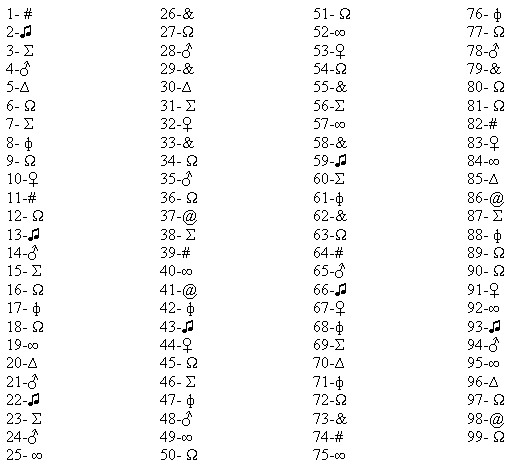 1- #
2-♫
3- Σ
4-♂
5-Δ
6- Ω
7- Σ
8- ϕ
9- Ω
10-♀
11-#
12- Ω
13-♫
14-♂
15- Σ
16- Ω
17- ϕ
18- Ω
19-∞
20-Δ
21-♂
22-♫
23- Σ
24-♂
25- ∞
26-&
27-Ω
28-♂
29-&
30-Δ
31- Σ
32-♀
33-&
34- Ω
35-♂
36- Ω
37-@
38- Σ
39-#
40-∞
41-@
42- ϕ
43-♫
44-♀
45- Ω
46- Σ
47- ϕ
48-♂
49-∞
50- Ω
51- Ω
52-∞
53-♀
54-Ω
55-&
56-Σ
57-∞
58-&
59-♫
60-Σ
61-ϕ
62-&
63-Ω
64-#
65-♂
66-♫
67-♀
68-ϕ
69-Σ
70-Δ
71-ϕ
72-Ω
73-&
74-#
75-∞
76- ϕ
77- Ω
78-♂
79-&
80- Ω
81- Ω
82-#
83-♀
84-∞
85-Δ
86-@
87- Σ
88- ϕ
89- Ω
90- Ω
91-♀
92-∞
93-♫
94-♂
95-∞
96-Δ
97- Ω
98-@
99- Ω